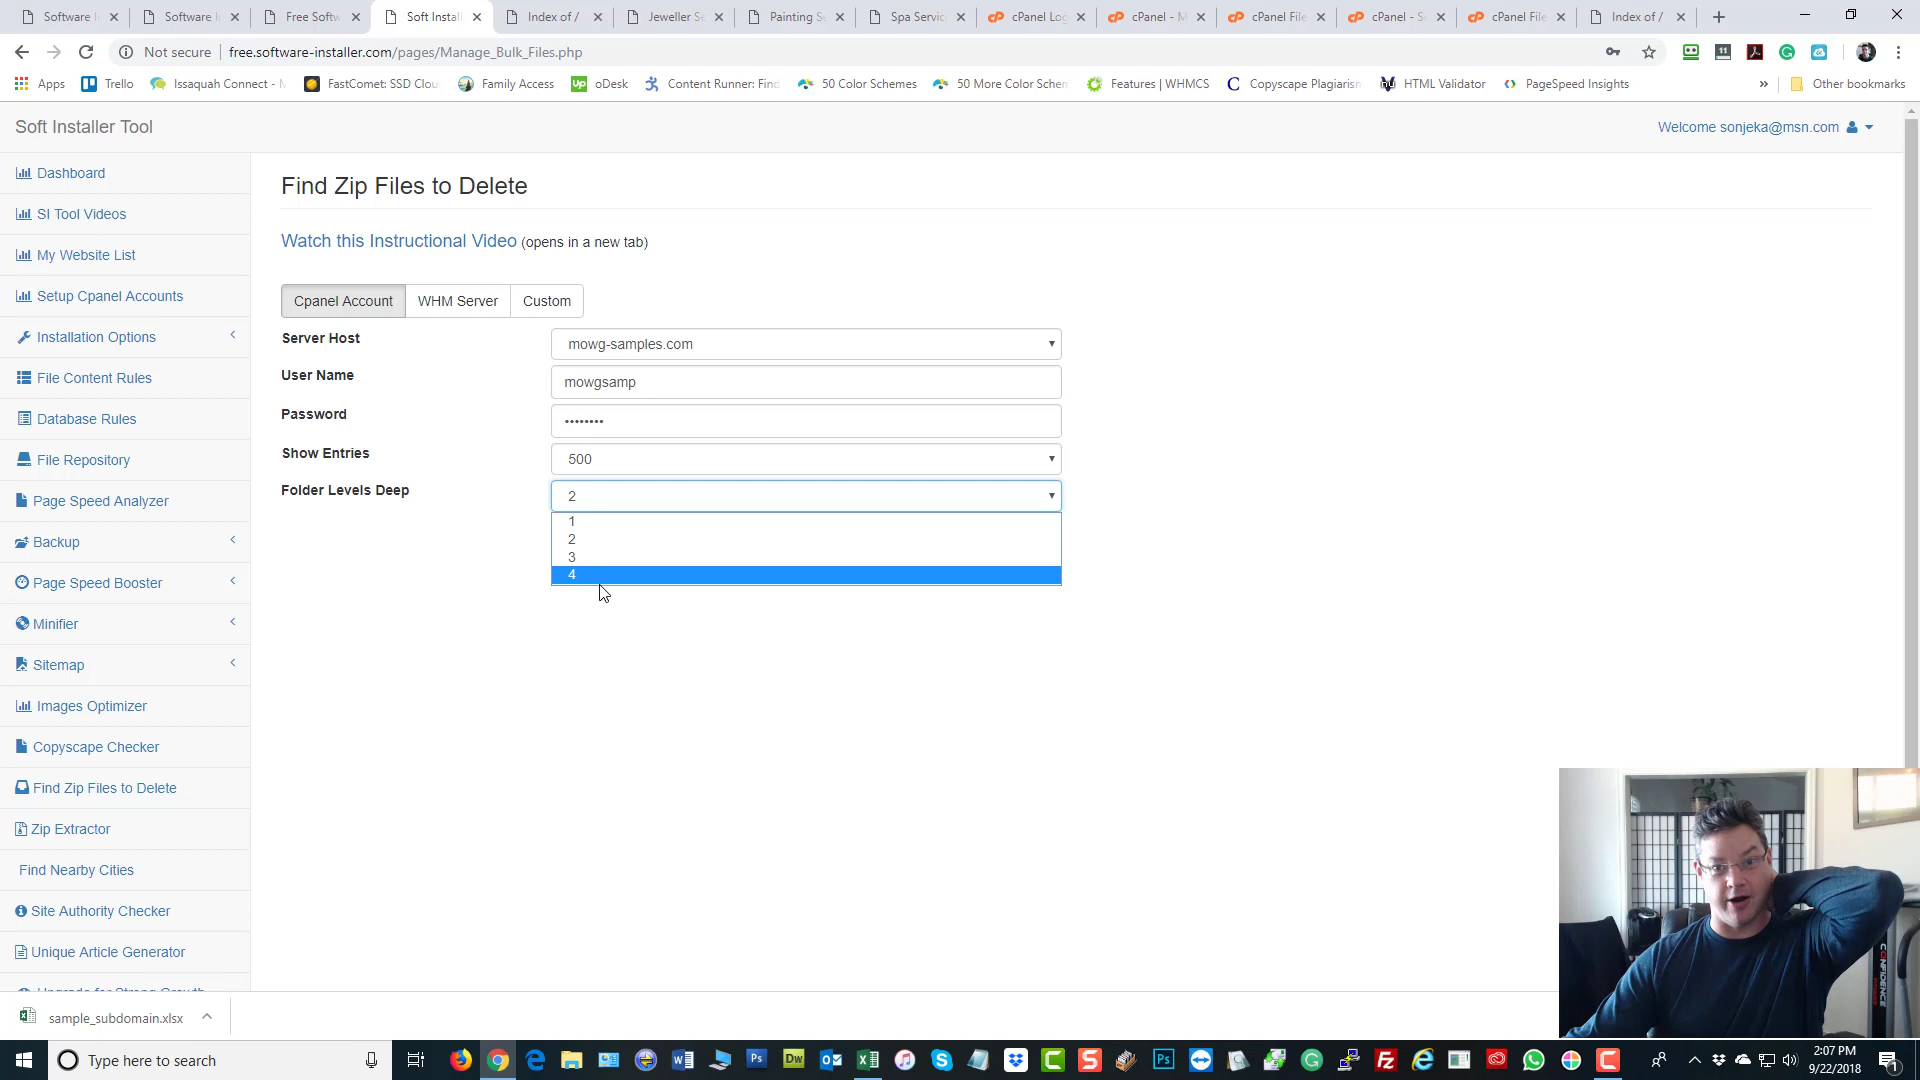 Software I
Software I
Free Softw
Soft Instal
Index of /
Jeweller Se
Painting Se
Spa Servic
cPanel Log
cPanel - M
cPanel File
cPanel - S
cPanel File
Index of /
Not secure
free.software-installer.com/pages/Manage_Bulk_Files.php
Apps
Trello
Issaquah Connect -
FastComet: SSD Clou
Family Access
oDesk
Content Runner: Find
50 Color Schemes
50 More Color Schem
Features | WHMCS
Copyscape Plagiarism
HTML Validator
PageSpeed Insights
»
Other bookmarks
Soft Installer Tool
Welcome sonjeka@msn.com
Dashboard
SI Tool Videos
My Website List
Setup Cpanel Accounts
Installation Options
File Content Rules
Database Rules
File Repository
Page Speed Analyzer
Backup
Page Speed Booster
Minifier
Sitemap
Images Optimizer
Copyscape Checker
Find Zip Files to Delete
Zip Extractor
Find Nearby Cities
Site Authority Checker
Unique Article Generator
Upgrade for Strong Growth
Find Zip Files to Delete
Watch this Instructional Video (opens in a new tab)
Cpanel Account
WHM Server
Custom
Server Host
mowg-samples.com
User Name
mowgsamp
Password
••••••••
Show Entries
500
Folder Levels Deep
2
1
2
3
4
CONFIDENCE
sample_subdomain.xlsx
Type here to search
2:07 PM
9/22/2018